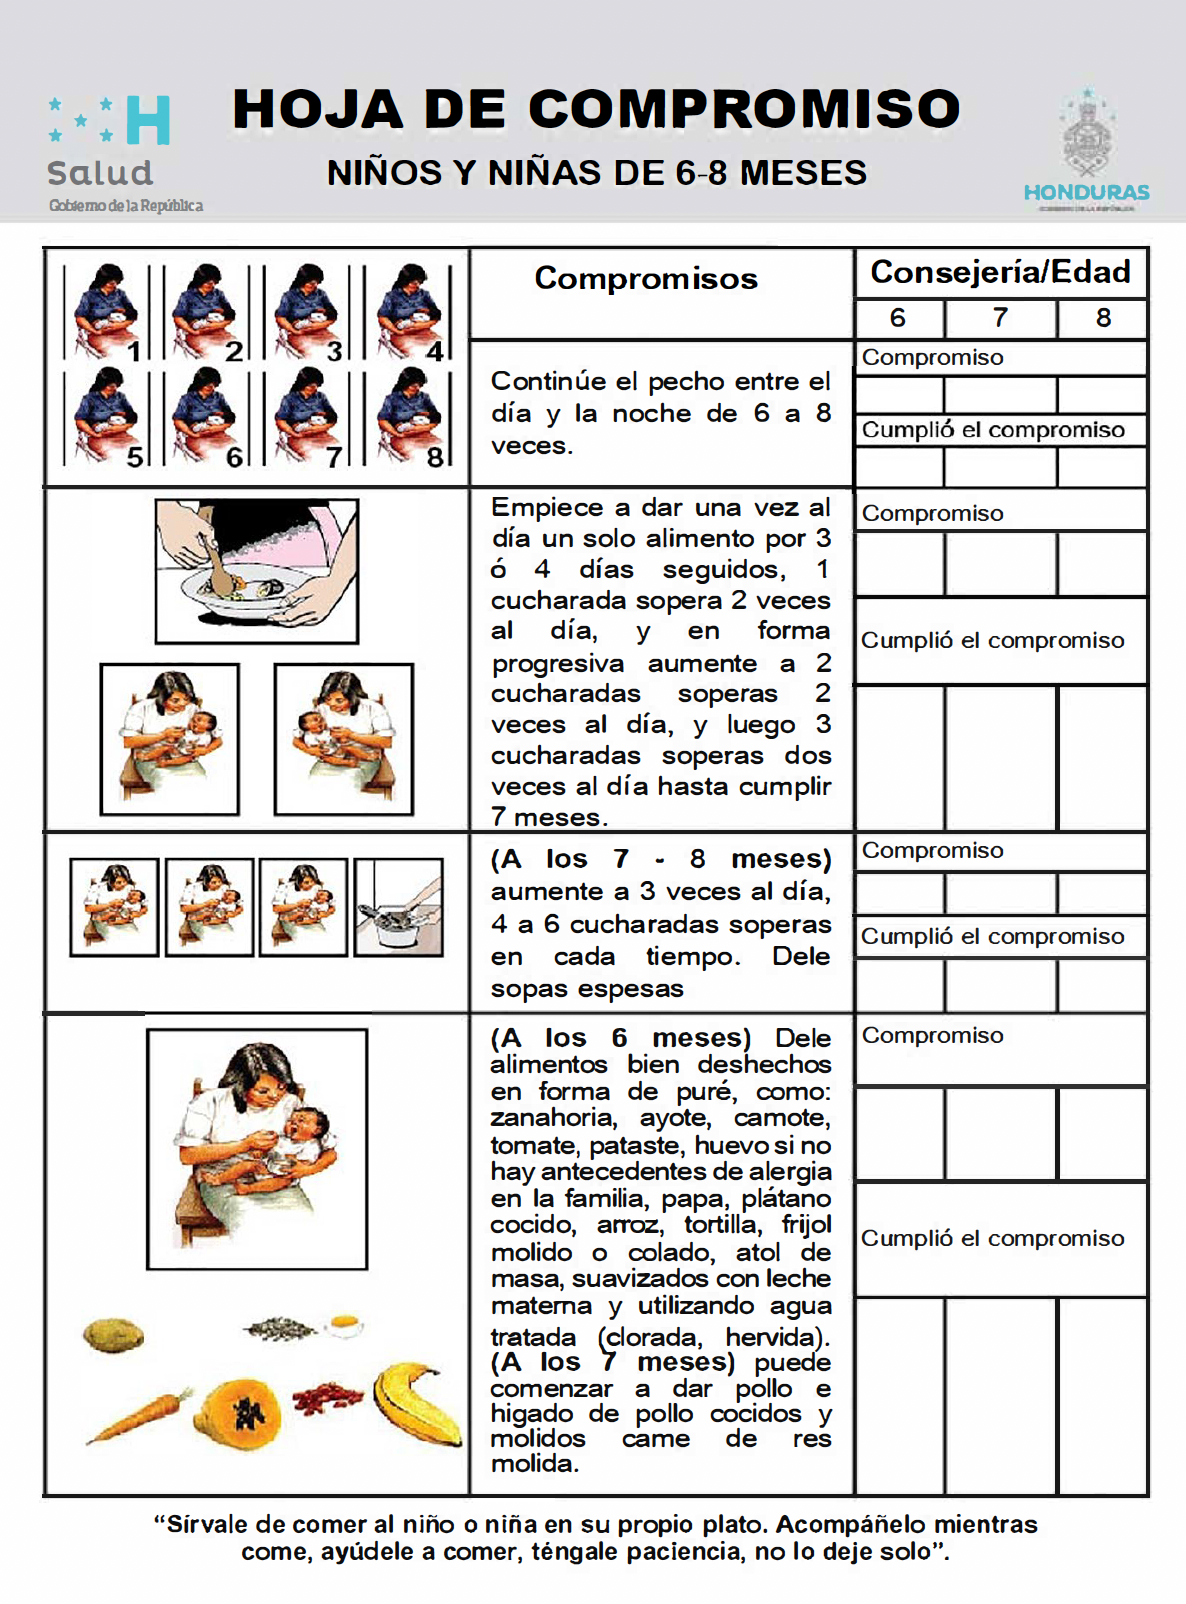 H
Salud
Gobierno de la República
HOJA DE COMPROMISO
NIÑOS Y NIÑAS DE 6-8 MESES
HONDURAS
GOBIERNO DE LA REPÚBLICA
1 2 3 4
5 6 7 8
Compromisos
Consejería/Edad
6 7 8
Continúe el pecho entre el
día y la noche de 6 a 8
veces.
Compromiso
Cumplió el compromiso
Empiece a dar una vez al
día un solo alimento por 3
ó 4 días seguidos, 1
cucharada sopera 2 veces
al día, y en forma
progresiva aumente a 2
cucharadas soperas 2
veces al día, y luego 3
cucharadas soperas dos
veces al día hasta cumplir
7 meses.
Compromiso
Cumplió el compromiso
(A los 7 - 8 meses)
aumente a 3 veces al día,
4 a 6 cucharadas soperas
en cada tiempo. Dele
sopas espesas
Compromiso
Cumplió el compromiso
(A los 6 meses) Dele
alimentos bien deshechos
en forma de puré, como:
zanahoria, ayote, camote,
tomate, pataste, huevo si no
hay antecedentes de alergia
en la familia, papa, plátano
cocido, arroz, tortilla, frijol
molido o colado, atol de
masa, suavizados con leche
materna y utilizando agua
tratada (clorada, hervida).
(A los 7 meses) puede
comenzar a dar pollo e
higado de pollo cocidos y
molidos came de res
molida.
Compromiso
Cumplió el compromiso
“Sírvale de comer al niño o niña en su propio plato. Acompáñelo mientras
come, ayúdele a comer, téngale paciencia, no lo deje solo”.